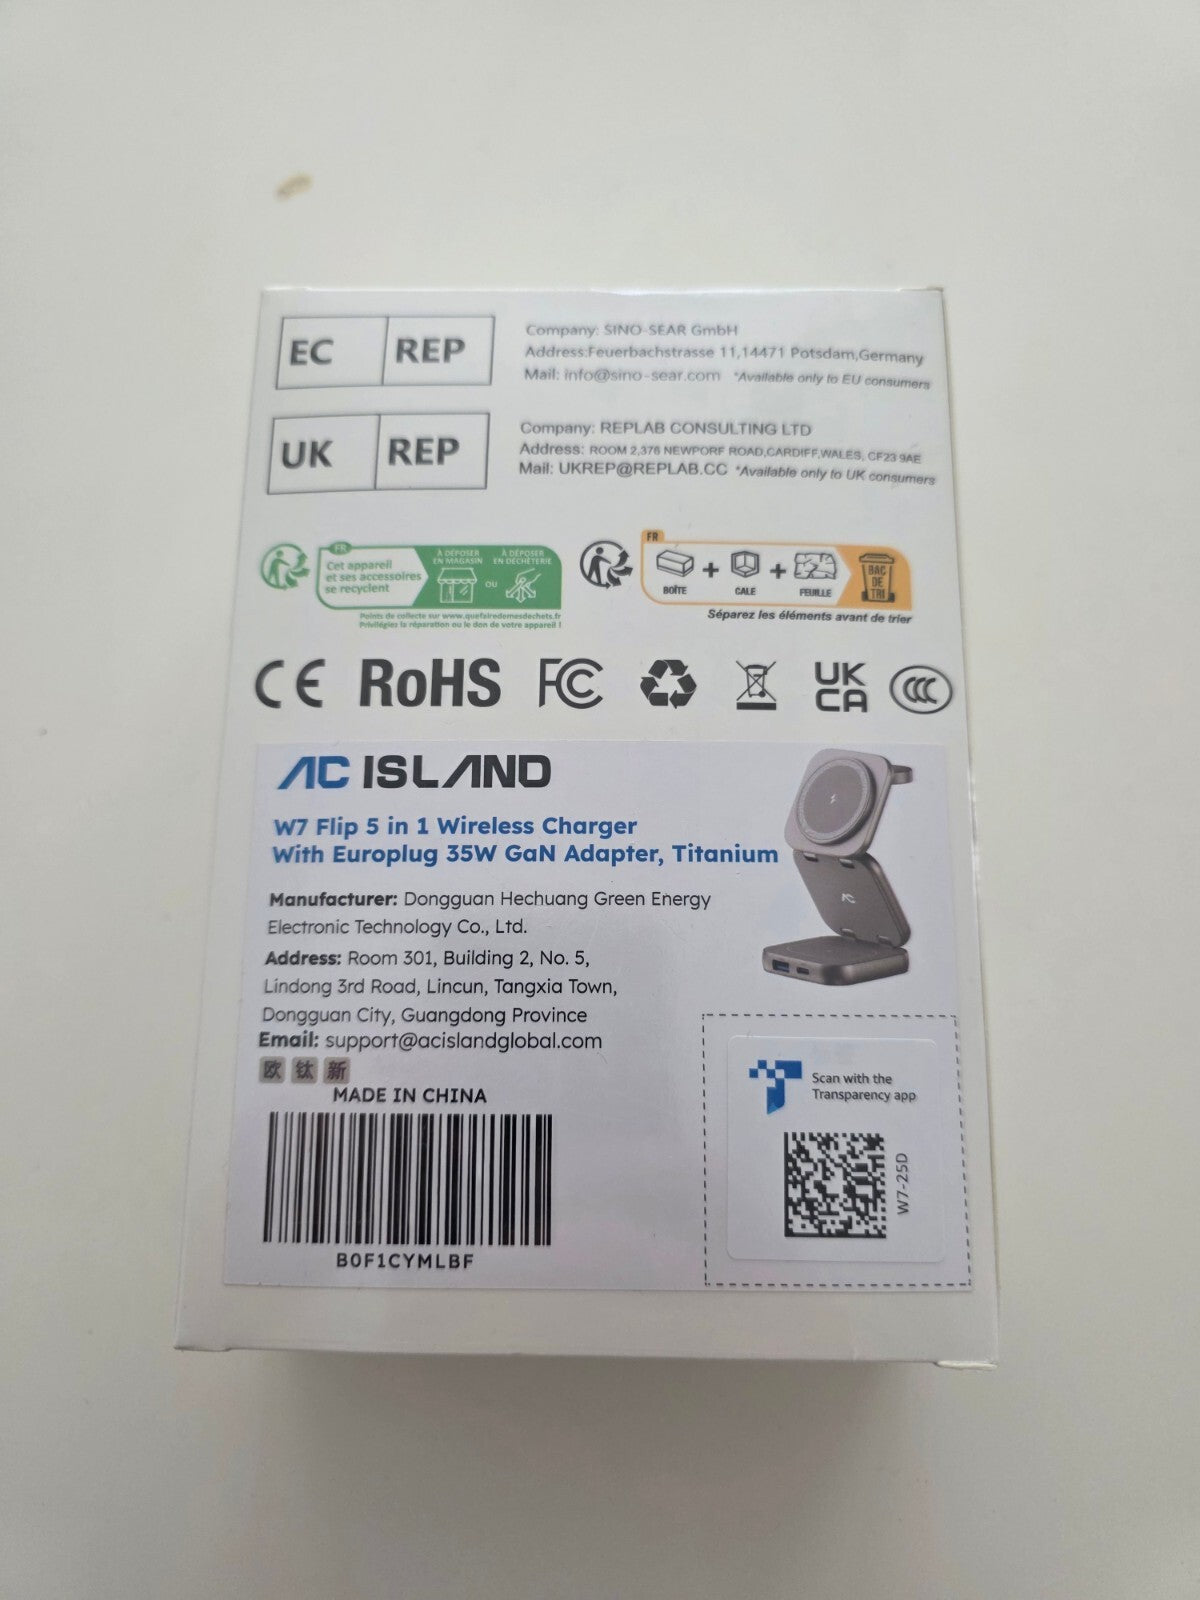 EC REP
Company: SINO-SEAR GmbH
Address:Feuerbachstrasse 11,14471 Potsdam,Germany
Mail: info@sino-sear.com *Available only to EU consumers
UK REP
Company: REPLAB CONSULTING LTD
Address: ROOM 2,376 NEWPORF ROAD,CARDIFF,WALES, CF23 9AE
Mail: UKREP@REPLAB.CC *Available only to UK consumers
FR
Cet appareil
et ses accessoires
se recyclent
À DÉPOSER
EN MAGASIN
OU
À DÉPOSER
EN DÉCHÈTERIE
Points de collecte sur www.quefairedemesdechets.fr
Privilégiez la réparation ou le don de votre appareil !
FR
BOÎTE + CALE + FEUILLE
BAC
DE
TRI
Séparez les éléments avant de trier
CE RoHS FC UK
CA CCC
AC ISLAND
W7 Flip 5 in 1 Wireless Charger
With Europlug 35W GaN Adapter, Titanium
Manufacturer: Dongguan Hechuang Green Energy
Electronic Technology Co., Ltd.
Address: Room 301, Building 2, No. 5,
Lindong 3rd Road, Lincun, Tangxia Town,
Dongguan City, Guangdong Province
Email: support@acislandglobal.com
欧 钛 新
MADE IN CHINA
B0F1CYMLBF
Scan with the
Transparency app
W7-25D